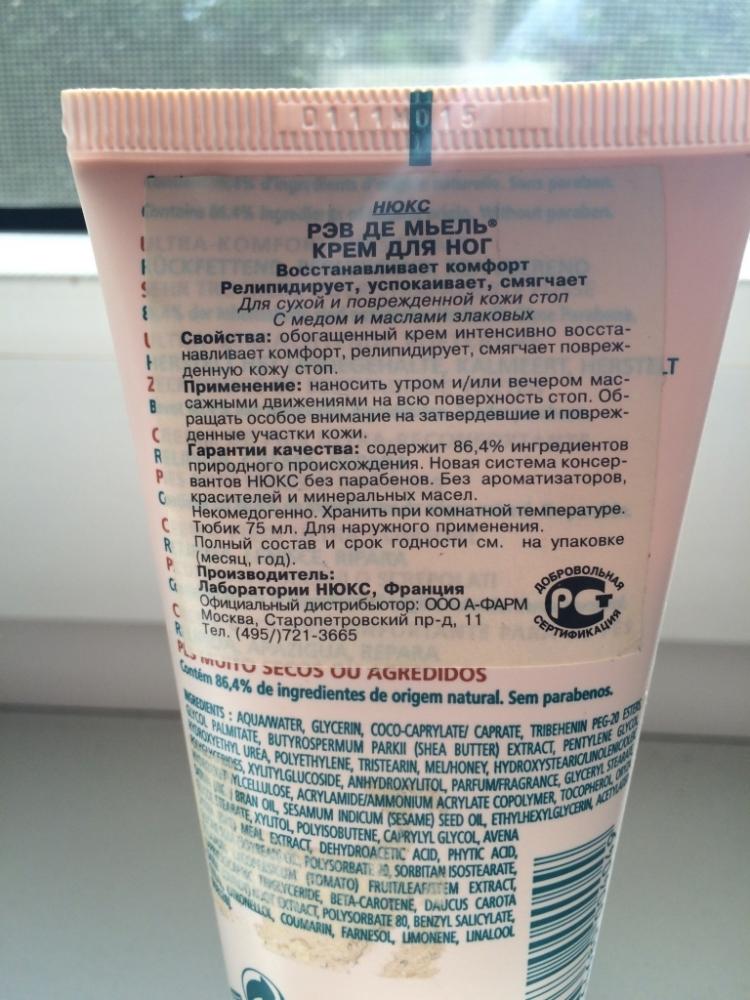 D111M015
НЮКС
РЭВ ДЕ МЬЕЛЬ®
КРЕМ ДЛЯ НОГ
Восстанавливает комфорт
Релипидирует, успокаивает, смягчает
Для сухой и поврежденной кожи стоп
С медом и маслами злаковых
Свойства: обогащенный крем интенсивно восста-
навливает комфорт, релипидирует, смягчает повреж-
денную кожу стоп.
Применение: наносить утром и/или вечером мас-
сажными движениями на всю поверхность стоп. Об-
ращать особое внимание на затвердевшие и повреж-
денные участки кожи.
Гарантии качества: содержит 86,4% ингредиентов
природного происхождения. Новая система консер-
вантов НЮКС без парабенов. Без ароматизаторов,
красителей и минеральных масел.
Некомедогенно. Хранить при комнатной температуре.
Тюбик 75 мл. Для наружного применения.
Полный состав и срок годности см. на упаковке
(месяц, год).
Производитель:
Лаборатории НЮКС, Франция
Официальный дистрибьютор: ООО А-ФАРМ
Москва, Старопетровский пр-д, 11
Тел. (495/)721-3665
ДОБРОВОЛЬНАЯ
РСТ
СЕРТИФИКАЦИЯ
MUITO SECOS OU AGREDIDOS
Contém 86,4% de ingredientes de origem natural. Sem parabenos.
INGREDIENTS : AQUA/WATER, GLYCERIN, COCO-CAPRYLATE/ CAPRATE, TRIBEHENIN PEG-20 ESTERS
GLYCOL PALMITATE, BUTYROSPERMUM PARKII (SHEA BUTTER) EXTRACT, PENTYLENE GLYCOL
HYDROXYETHYL UREA, POLYETHYLENE, TRISTEARIN, MEL/HONEY, HYDROXYSTEARIC/LINOLENIC/OLEIC
POLYGLYCERIDES, XYLITYLGLUCOSIDE, ANHYDROXYLITOL, PARFUM/FRAGRANCE, GLYCERYL STEARATE
ACRYLAMIDE/AMMONIUM ACRYLATE COPOLYMER, TOCOPHEROL,
BRAN OIL, SESAMUM INDICUM (SESAME) SEED OIL, ETHYLHEXYLGLYCERIN,
STEARATE, XYLITOL, POLYISOBUTENE, CAPRYLYL GLYCOL, AVENA
MEAL EXTRACT, DEHYDROACETIC ACID, PHYTIC ACID,
POLYSORBATE 20, SORBITAN ISOSTEARATE,
(TOMATO) FRUIT/LEAF/STEM EXTRACT,
TRIGLYCERIDE, BETA-CAROTENE, DAUCUS CAROTA
EXTRACT, POLYSORBATE 80, BENZYL SALICYLATE,
COUMARIN, FARNESOL, LIMONENE, LINALOOL